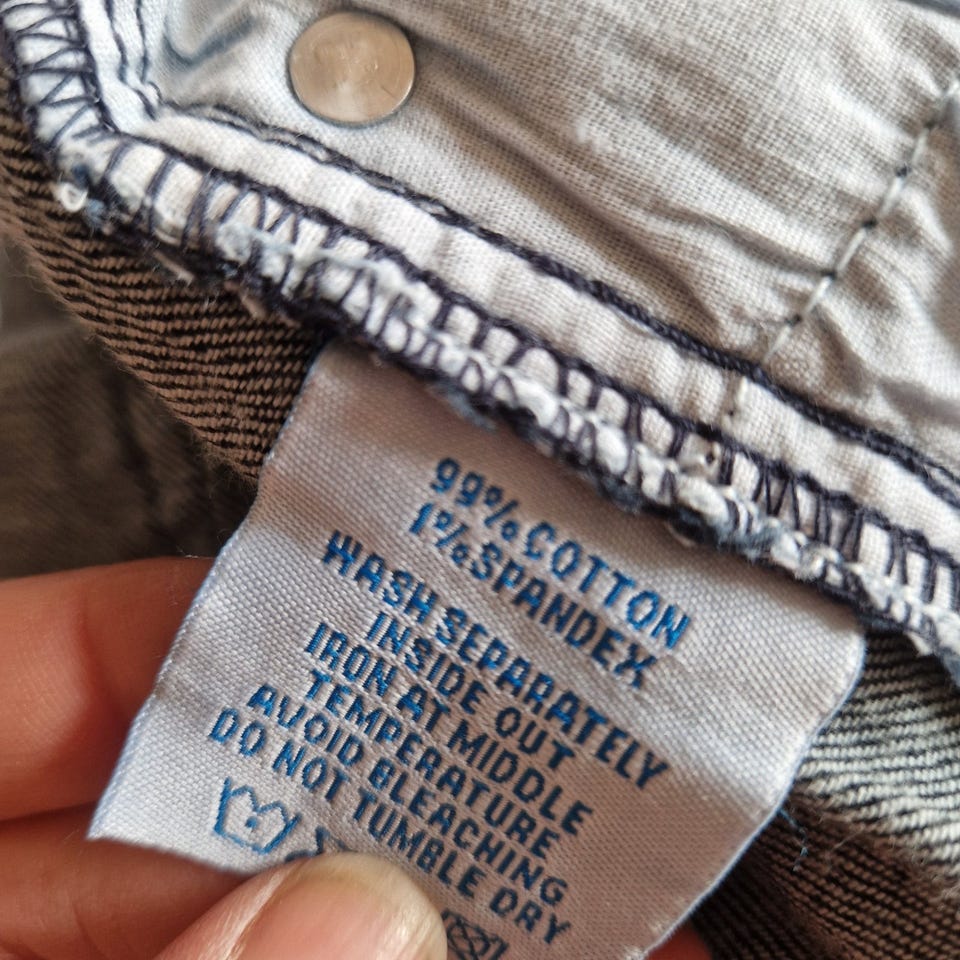 99% COTTON
1% SPANDEX
WASH SEPARATELY
INSIDE OUT
IRON AT MIDDLE
TEMPERATURE
AVOID BLEACHING
DO NOT TUMBLE DRY